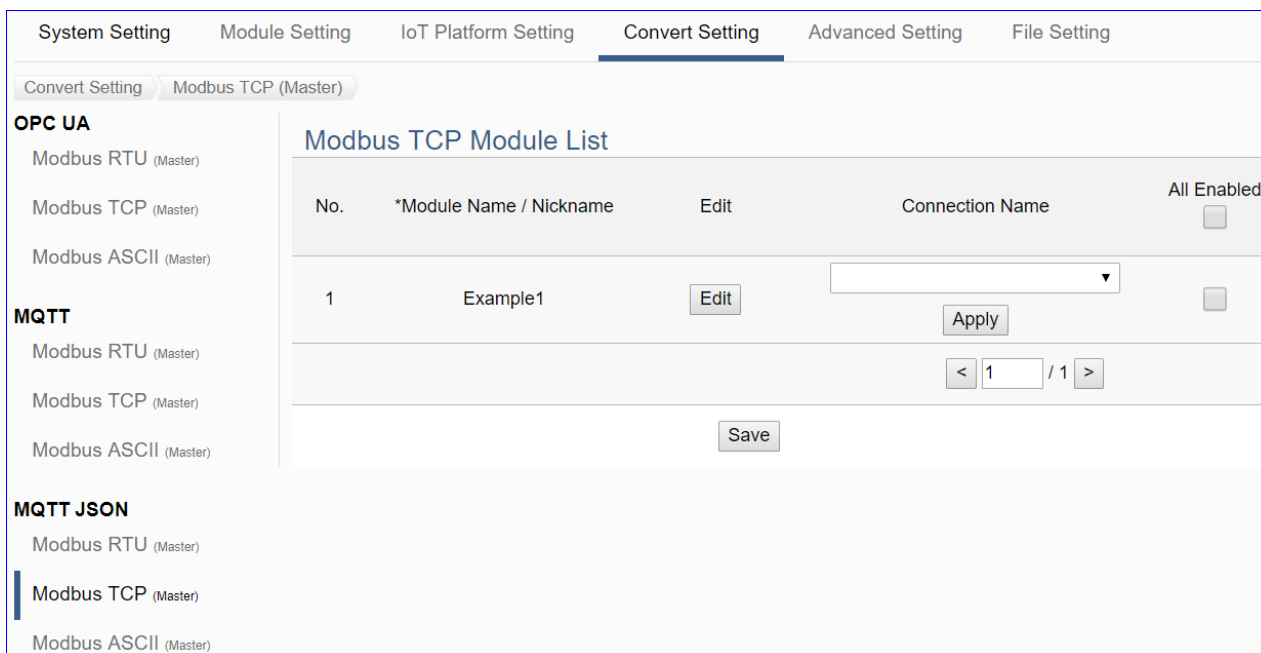 System Setting Module Setting IoT Platform Setting Convert Setting Advanced Setting File Setting
Convert Setting Modbus TCP (Master)
OPC UA
Modbus RTU (Master)
Modbus TCP (Master)
Modbus ASCII (Master)
MQTT
Modbus RTU (Master)
Modbus TCP (Master)
Modbus ASCII (Master)
MQTT JSON
Modbus RTU (Master)
Modbus TCP (Master)
Modbus ASCII (Master)
Modbus TCP Module List
No. *Module Name / Nickname Edit Connection Name All Enabled
1 Example1 Edit
Apply
< 1 / 1 >
Save